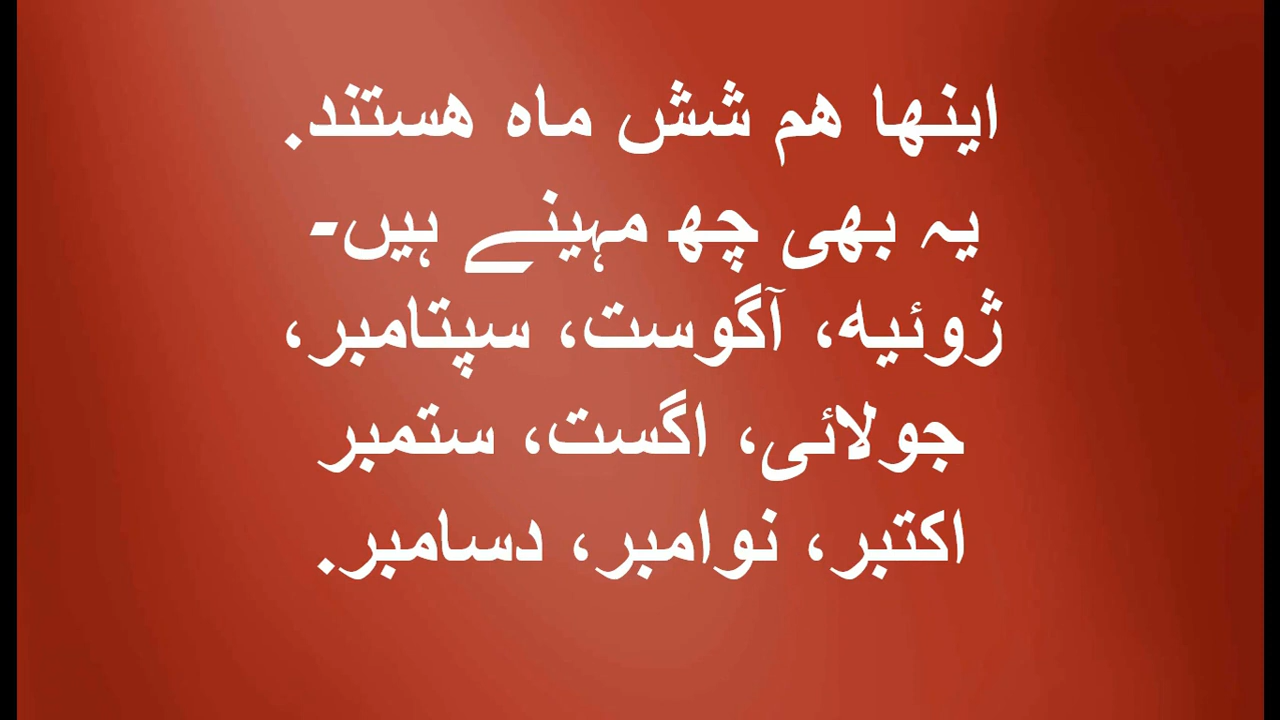 اینها هم شش ماه هستند.
یہ بھی چھ مہینے ہیں-
ژوئیه، آگوست، سپتامبر،
جولائی، اگست، ستمبر
اکتبر، نوامبر، دسامبر.